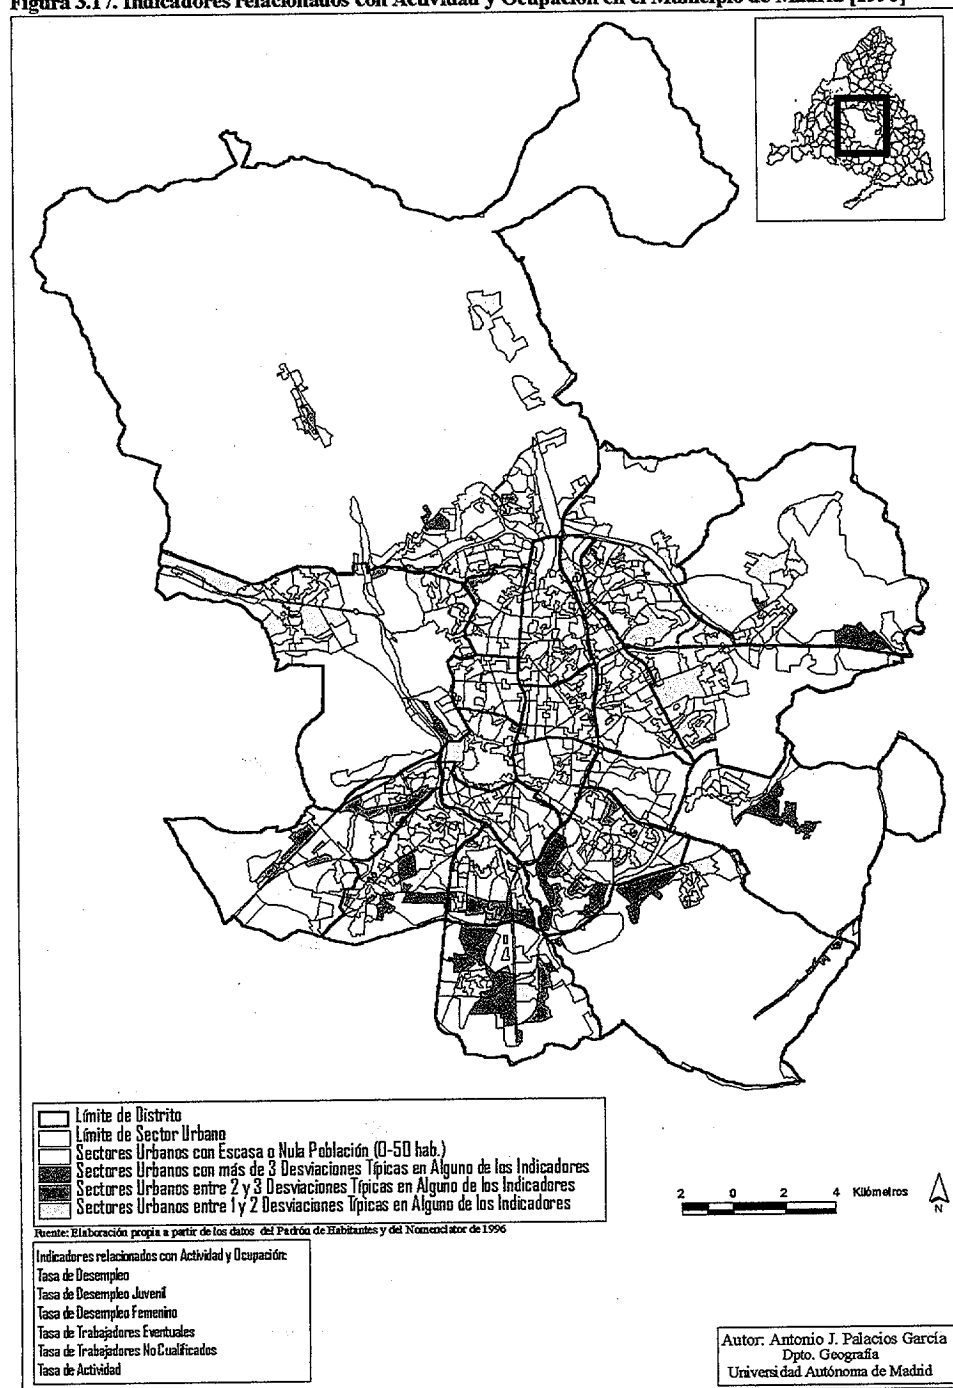 Figura 3.17. Indicadores relacionados con Actividad y Ocupación en el Municipio de Madrid [1996]
Límite de Distrito
Límite de Sector Urbano
Sectores Urbanos con Escasa o Nula Población (0-50 hab.)
Sectores Urbanos con más de 3 Desviaciones Típicas en Alguno de los Indicadores
Sectores Urbanos entre 2 y 3 Desviaciones Típicas en Alguno de los Indicadores
Sectores Urbanos entre 1 y 2 Desviaciones Típicas en Alguno de los Indicadores
2 0 2 4 Kilómetros
N
Fuente: Elaboración propia a partir de los datos del Padrón de Habitantes y del Nomenclator de 1996
Indicadores relacionados con Actividad y Ocupación:
Tasa de Desempleo
Tasa de Desempleo Juvenil
Tasa de Desempleo Femenino
Tasa de Trabajadores Eventuales
Tasa de Trabajadores No Cualificados
Tasa de Actividad
Autor: Antonio J. Palacios García
Dpto. Geografía
Universidad Autónoma de Madrid